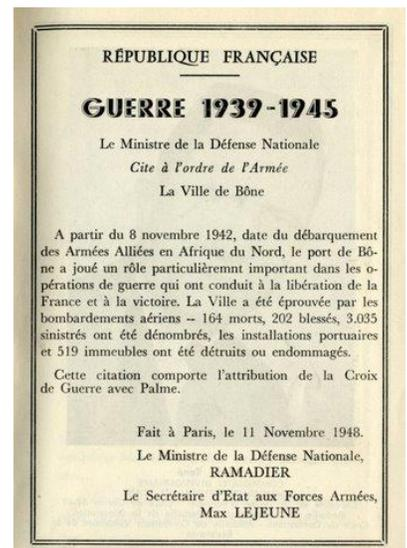 RÉPUBLIQUE FRANÇAISE
GUERRE 1939-1945
Le Ministre de la Défense Nationale
Cite à l'ordre de l'Armée
La Ville de Bône
A partir du 8 novembre 1942, date du débarquement
des Armées Alliées en Afrique du Nord, le port de Bô-
ne a joué un rôle particulièremnt important dans les o-
pérations de guerre qui ont conduit à la libération de la
France et à la victoire. La Ville a été éprouvée par les
bombardements aériens -- 164 morts, 202 blessés, 3.035
sinistrés ont été dénombrés, les installations portuaires
et 519 immeubles ont été détruits ou endommagés.
Cette citation comporte l'attribution de la Croix
de Guerre avec Palme.
Fait à Paris, le 11 Novembre 1948.
Le Ministre de la Défense Nationale,
RAMADIER
Le Secrétaire d'Etat aux Forces Armées,
Max LEJEUNE